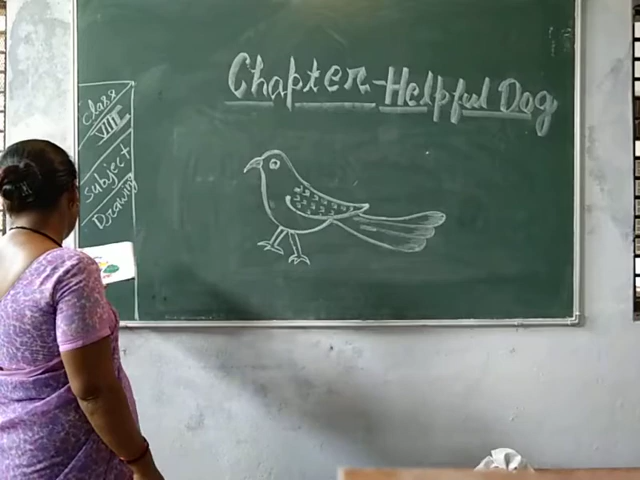 Chapter-Helpful Dog
Class
VIII
Subject
Drawing